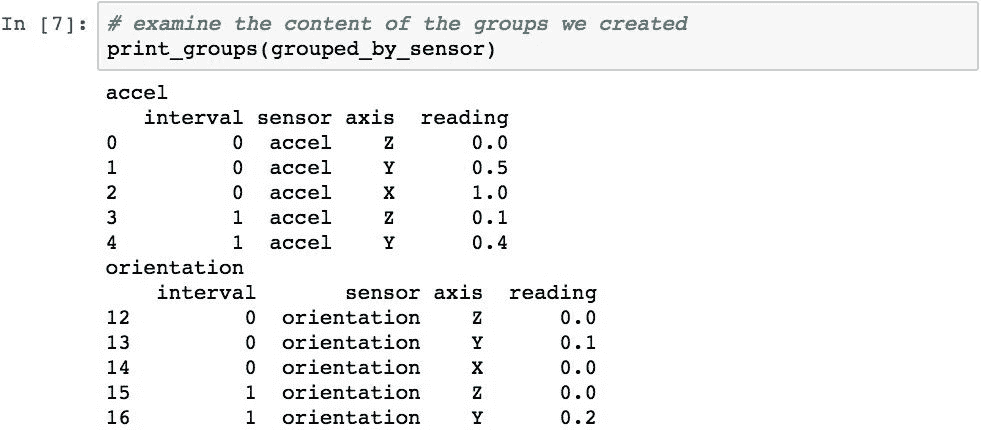 In [7]: # examine the content of the groups we created
print_groups(grouped_by_sensor)
accel
interval sensor axis reading
0 0 accel Z 0.0
1 0 accel Y 0.5
2 0 accel X 1.0
3 1 accel Z 0.1
4 1 accel Y 0.4
orientation
interval sensor axis reading
12 0 orientation Z 0.0
13 0 orientation Y 0.1
14 0 orientation X 0.0
15 1 orientation Z 0.0
16 1 orientation Y 0.2